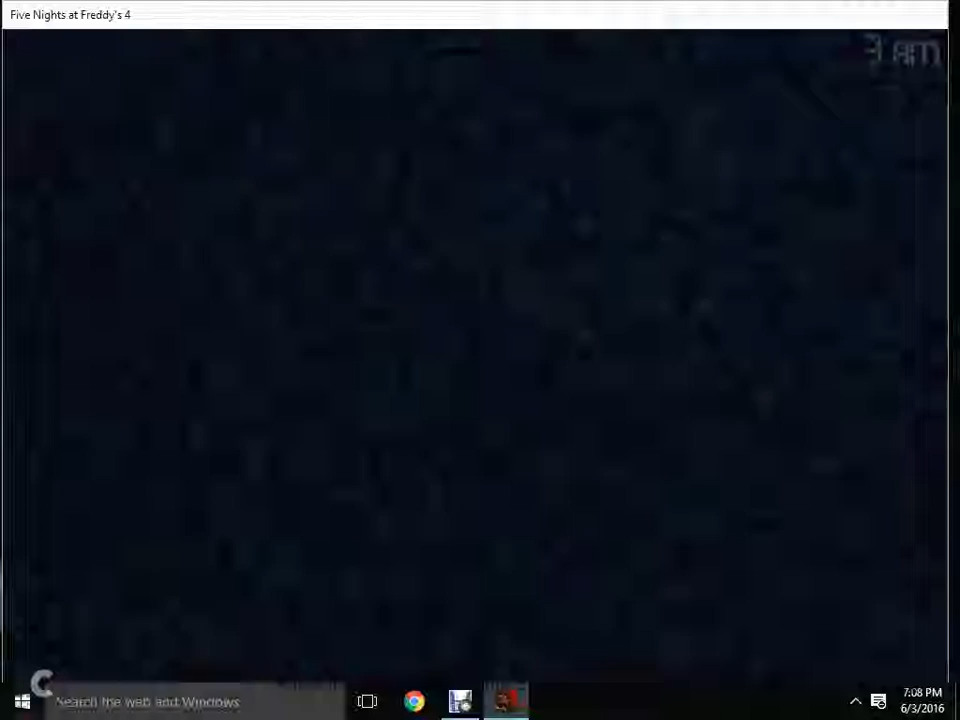 Five Nights at Freddy's 4
3 am
C
Search the web and Windows
7:08 PM
6/3/2016